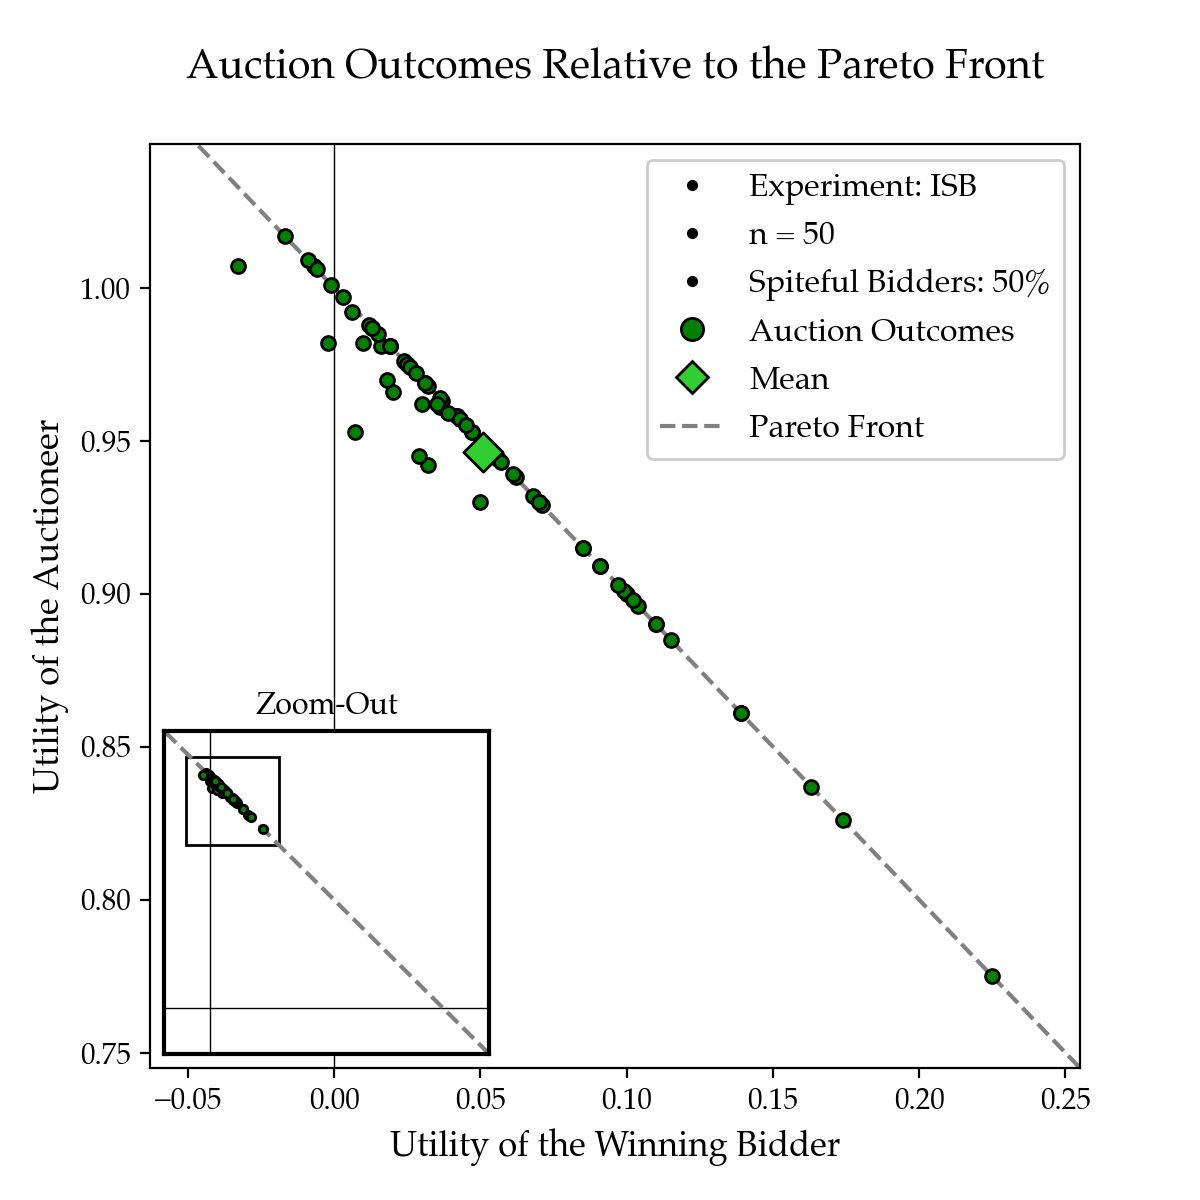 Auction Outcomes Relative to the Pareto Front
Experiment: ISB
n = 50
Spiteful Bidders: 50%
Auction Outcomes
Mean
Pareto Front
Utility of the Auctioneer
1.00
0.95
0.90
0.85
0.80
0.75
Zoom-Out
−0.05 0.00 0.05 0.10 0.15 0.20 0.25
Utility of the Winning Bidder